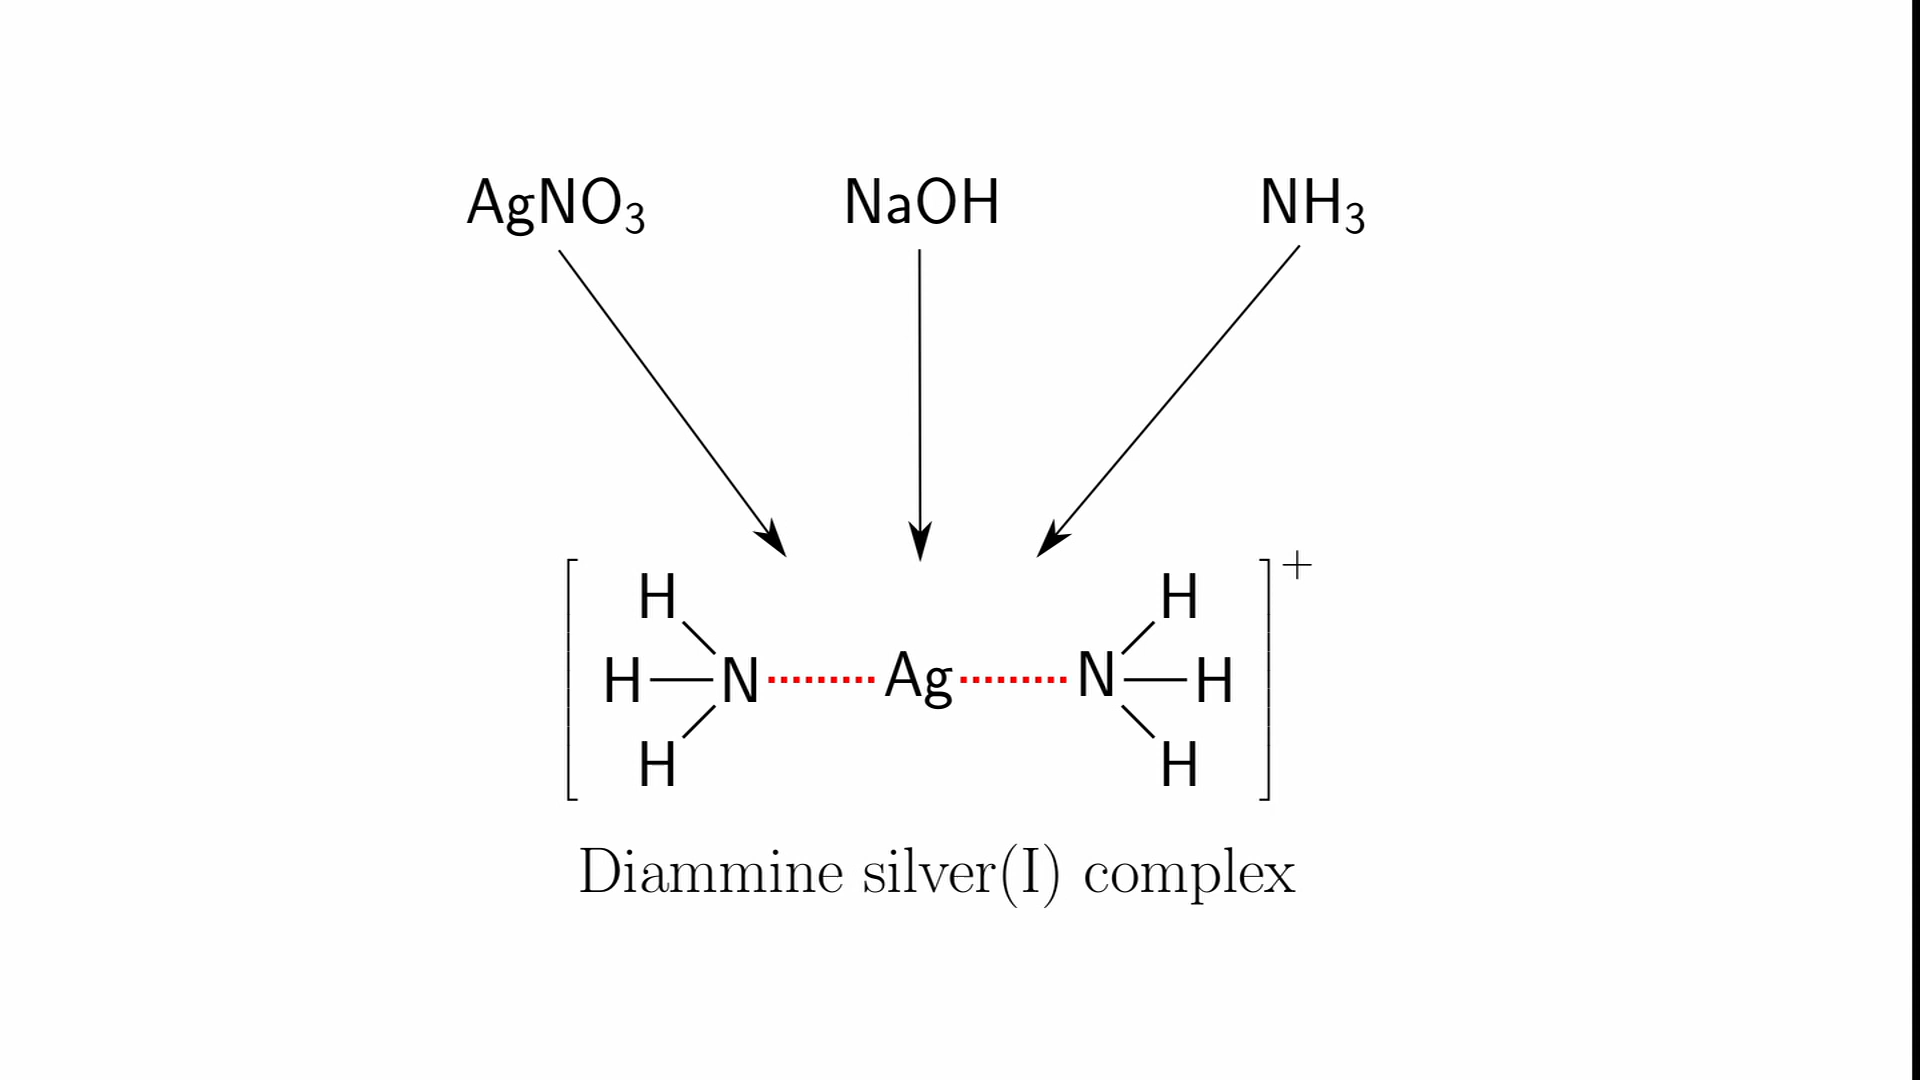 AgNO₃ NaOH NH₃
+
H H
H N Ag N H
H H
Diammine silver(I) complex